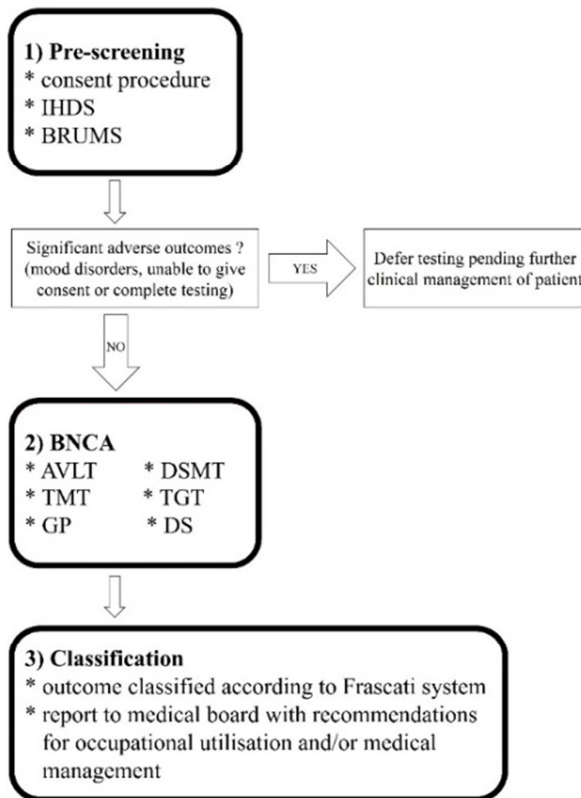 1) Pre-screening
* consent procedure
* IHDS
* BRUMS
Significant adverse outcomes ?
(mood disorders, unable to give
consent or complete testing)
YES
Defer testing pending further
clinical management of patient
NO
2) BNCA
* AVLT * DSMT
* TMT * TGT
* GP * DS
3) Classification
* outcome classified according to Frascati system
* report to medical board with recommendations
for occupational utilisation and/or medical
management